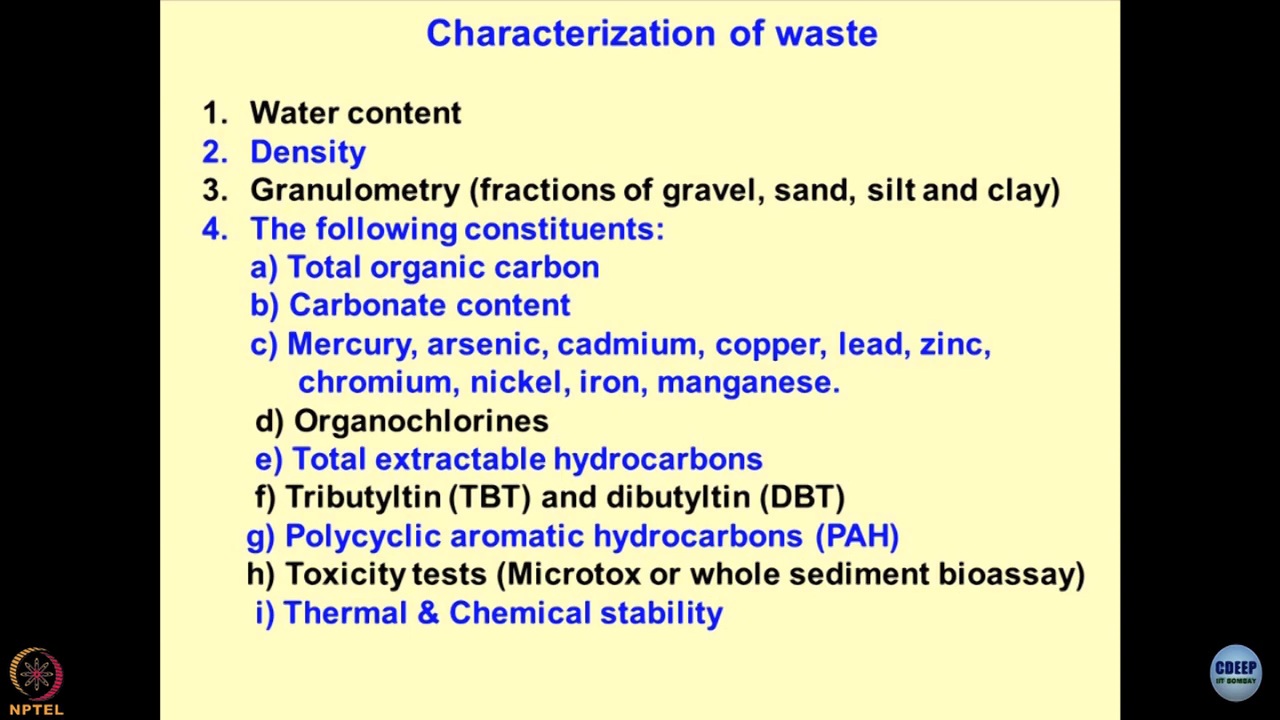 Characterization of waste
1. Water content
2. Density
3. Granulometry (fractions of gravel, sand, silt and clay)
4. The following constituents:
a) Total organic carbon
b) Carbonate content
c) Mercury, arsenic, cadmium, copper, lead, zinc,
chromium, nickel, iron, manganese.
d) Organochlorines
e) Total extractable hydrocarbons
f) Tributyltin (TBT) and dibutyltin (DBT)
g) Polycyclic aromatic hydrocarbons (PAH)
h) Toxicity tests (Microtox or whole sediment bioassay)
i) Thermal & Chemical stability
NPTEL
CDEEP
IIT BOMBAY